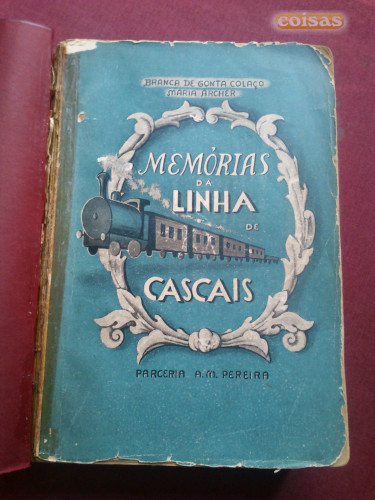 coisas
BRANCA DE GONTA COLAÇO
MARIA ARCHER
MEMÓRIAS
DA
LINHA
DE
CASCAIS
PARCERIA A. M. PEREIRA